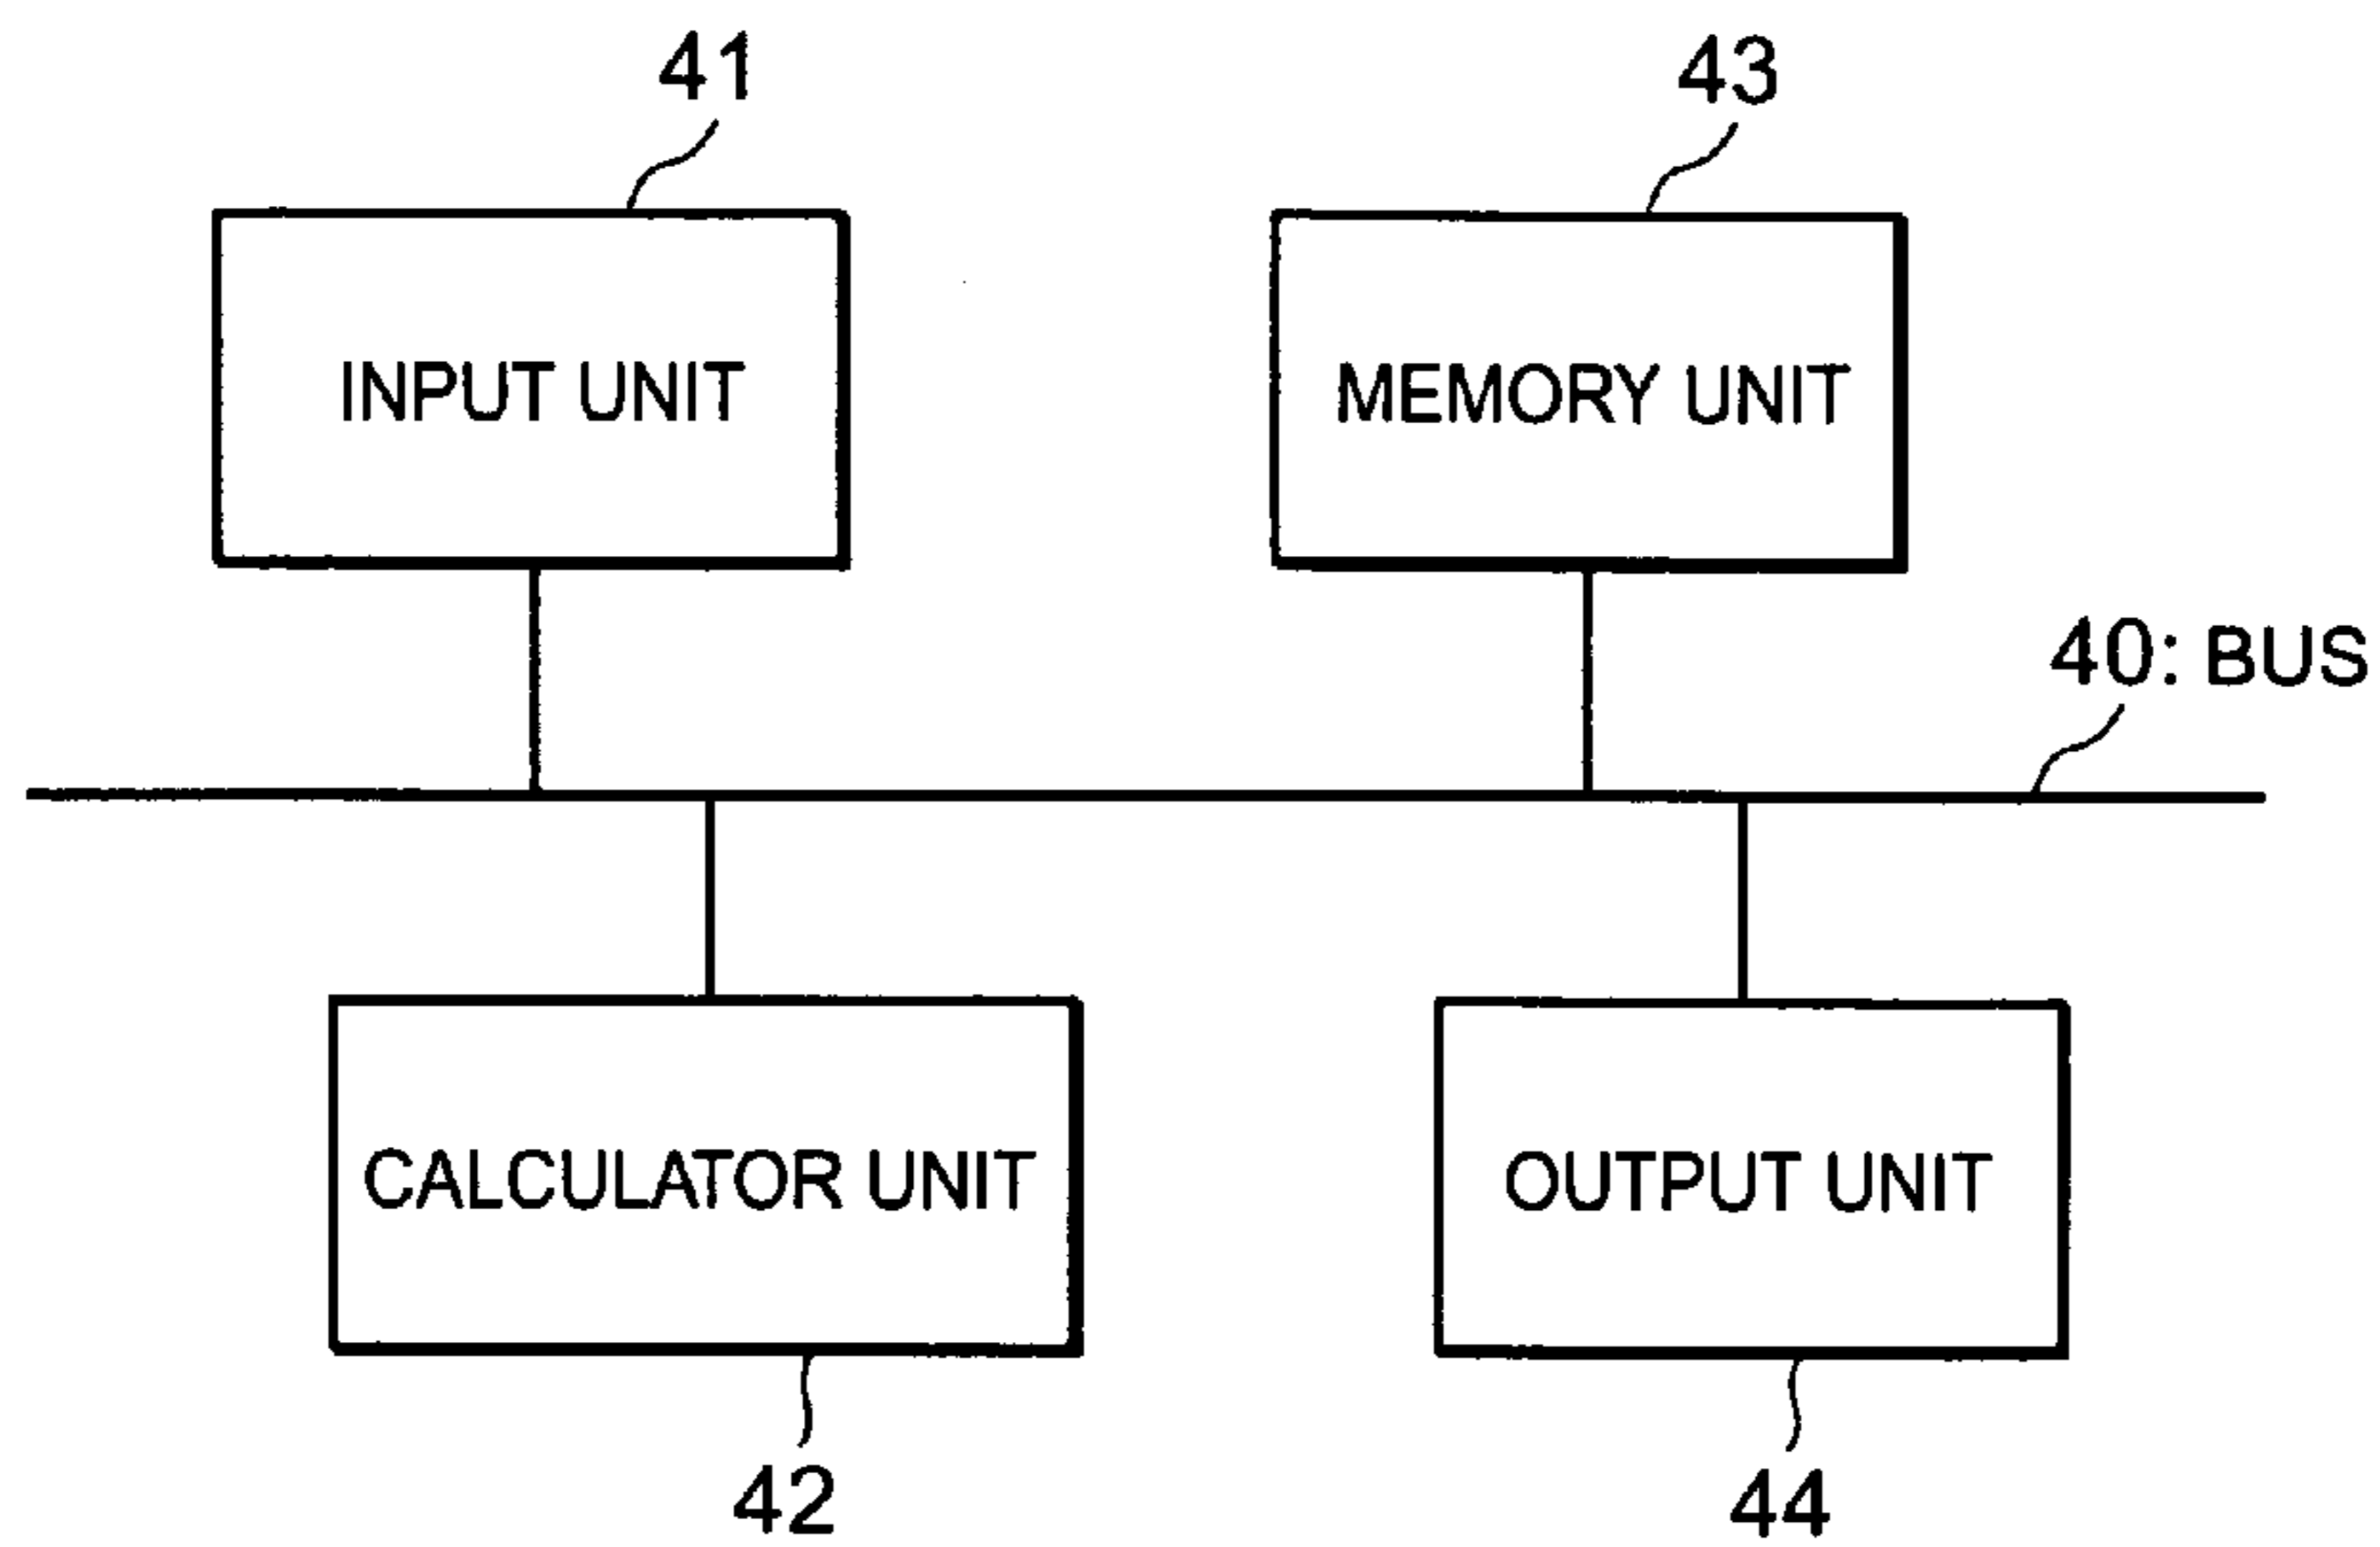 41
43
INPUT UNIT
MEMORY UNIT
40: BUS
CALCULATOR UNIT
OUTPUT UNIT
42
44